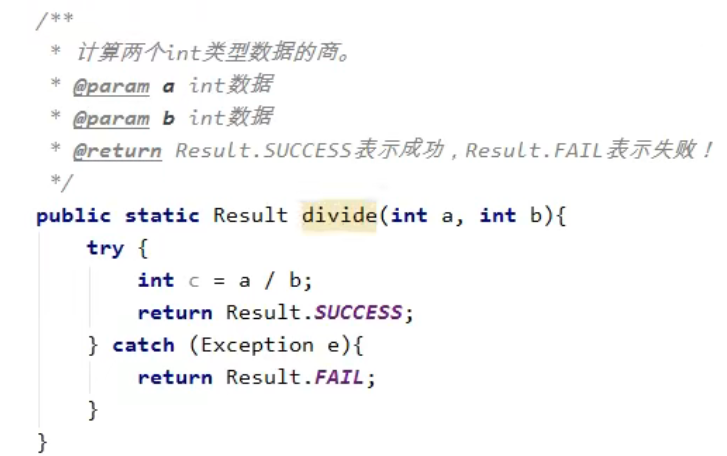 /**
 * 计算两个int类型数据的商。
 * @param a int数据
 * @param b int数据
 * @return Result.SUCCESS表示成功，Result.FAIL表示失败！
 */
public static Result divide(int a, int b){
    try {
        int c = a / b;
        return Result.SUCCESS;
    } catch (Exception e){
        return Result.FAIL;
    }
}